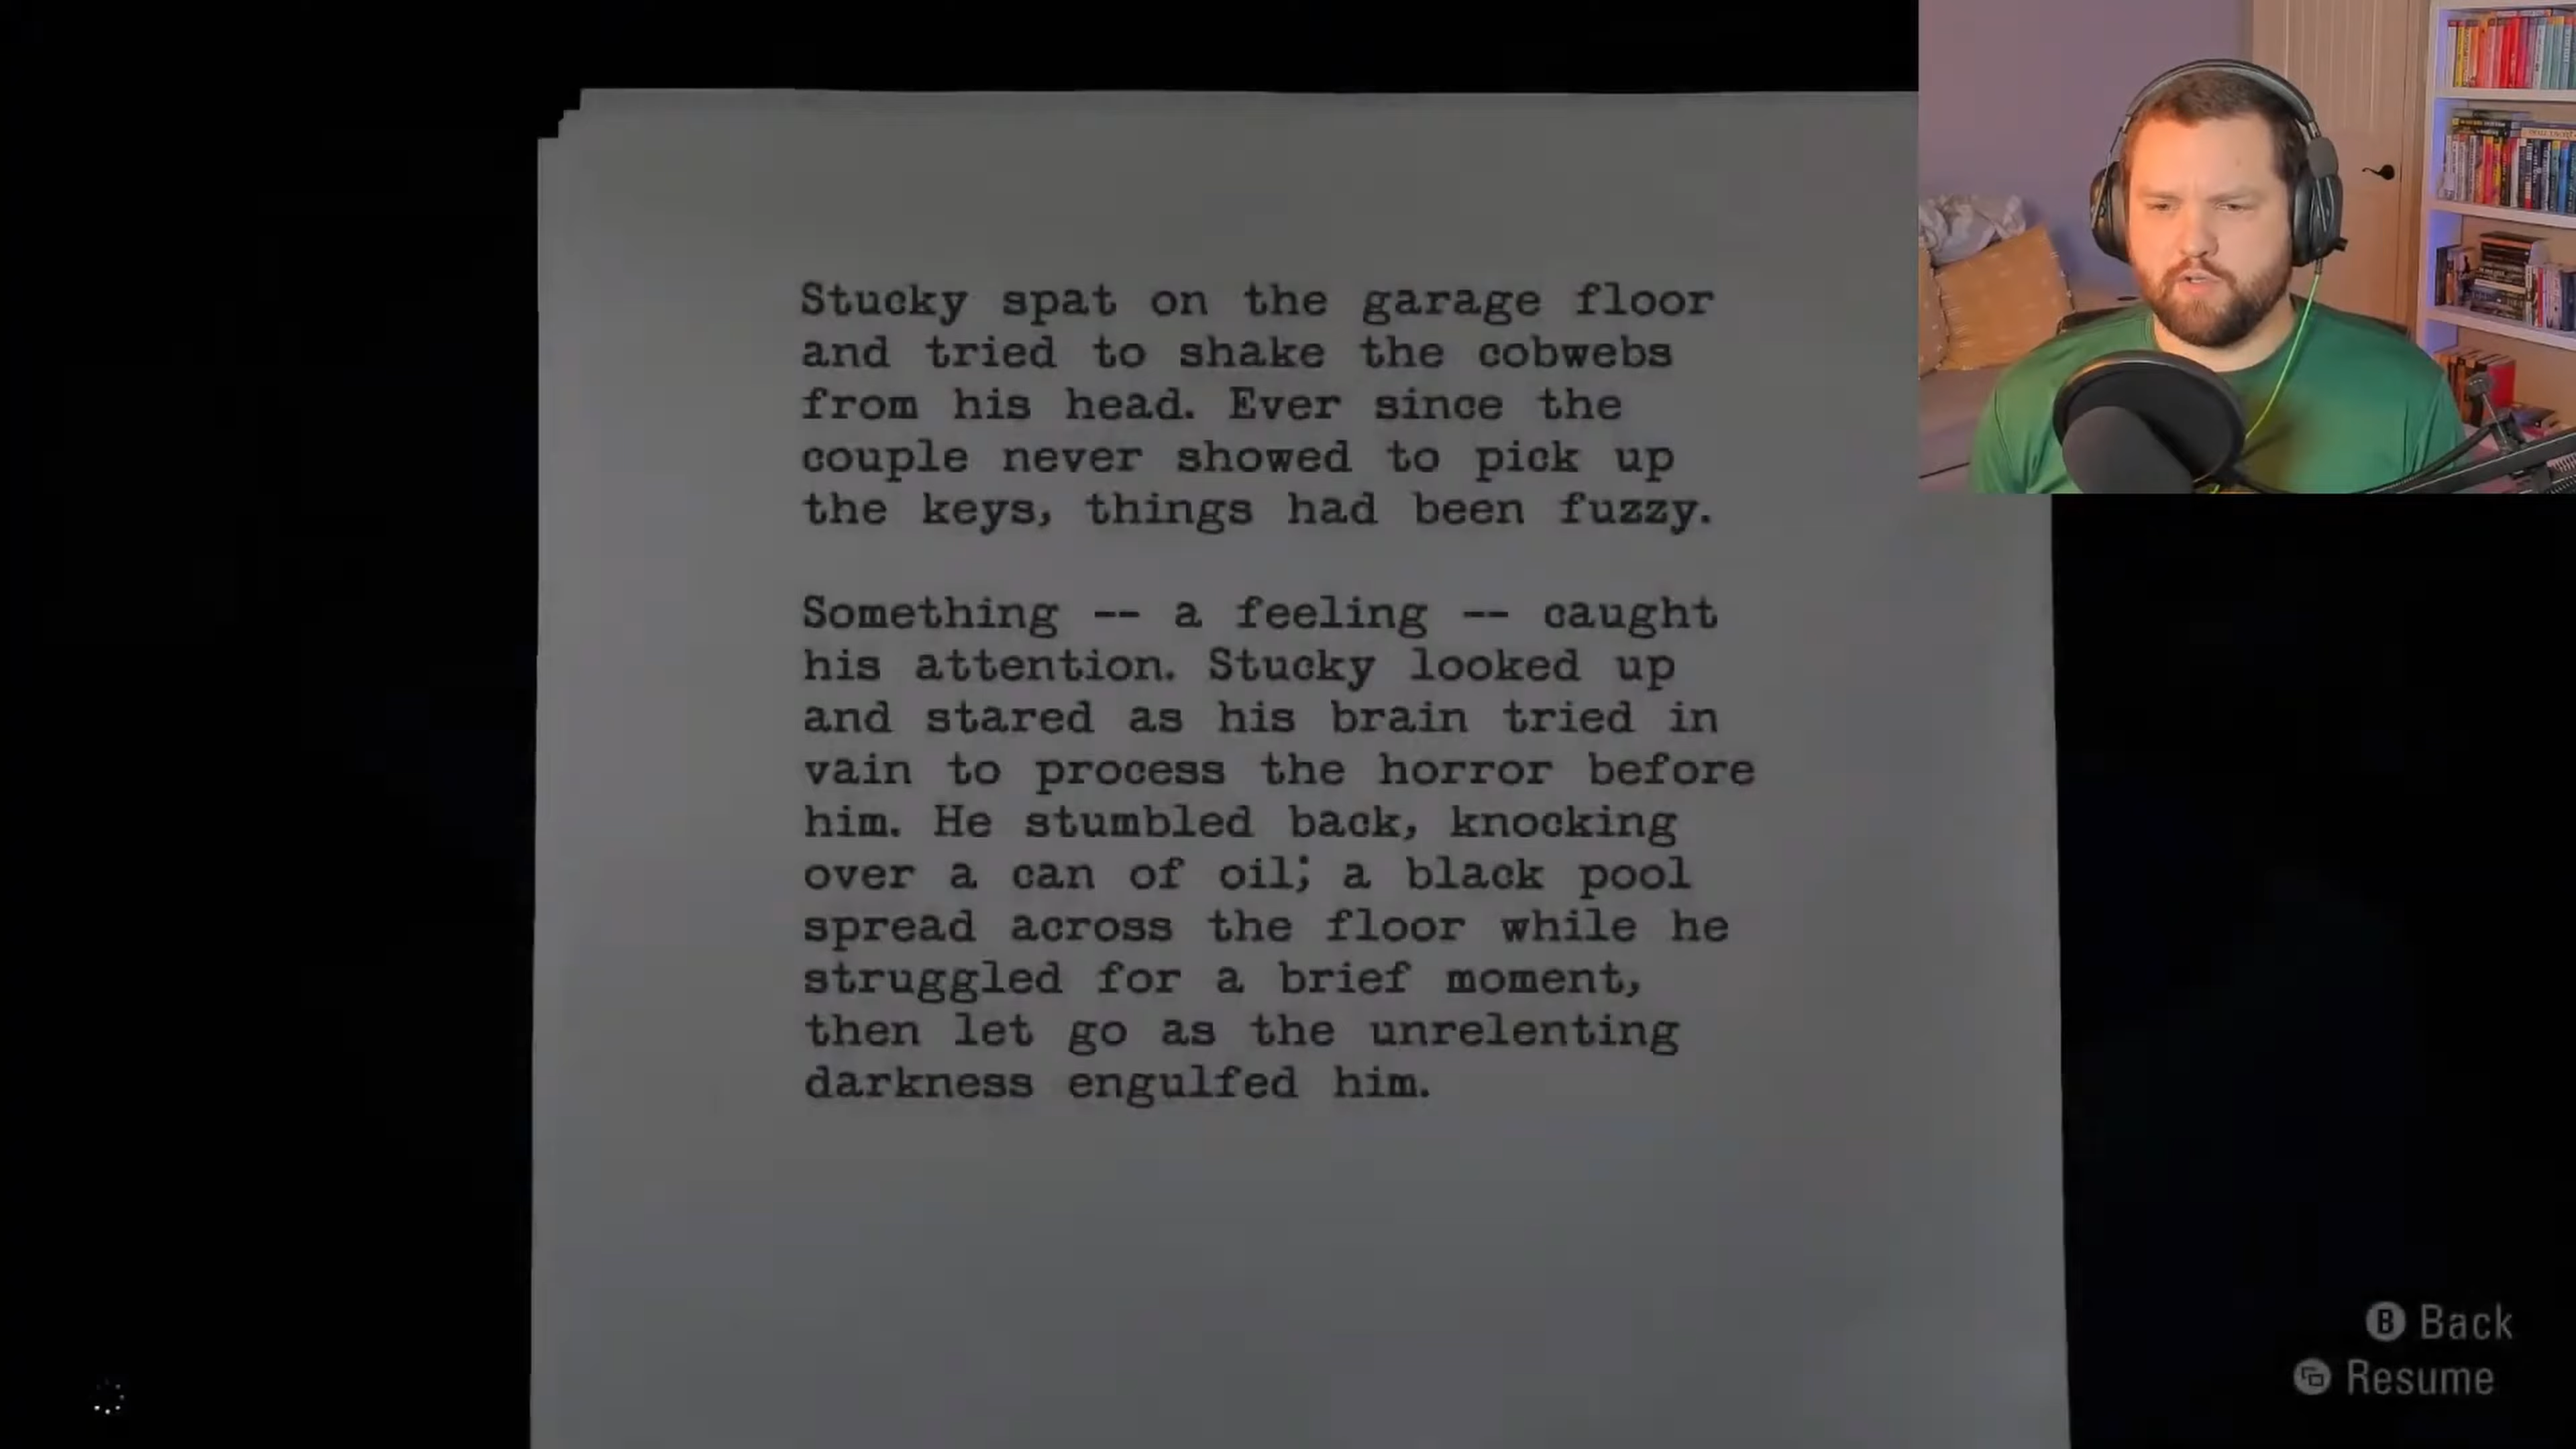 Stucky spat on the garage floor
and tried to shake the cobwebs
from his head. Ever since the
couple never showed to pick up
the keys, things had been fuzzy.
Something -- a feeling -- caught
his attention. Stucky looked up
and stared as his brain tried in
vain to process the horror before
him. He stumbled back, knocking
over a can of oil; a black pool
spread across the floor while he
struggled for a brief moment,
then let go as the unrelenting
darkness engulfed him.
B Back
Resume